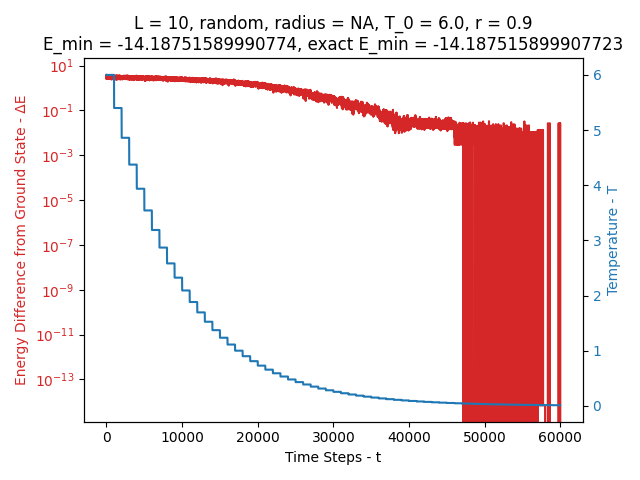 L = 10, random, radius = NA, T_0 = 6.0, r = 0.9
E_min = -14.18751589990774, exact E_min = -14.187515899907723
10^1
10^-1
10^-3
10^-5
10^-7
10^-9
10^-11
10^-13
Energy Difference from Ground State - ΔE
6
5
4
3
2
1
0
Temperature - T
0 10000 20000 30000 40000 50000 60000
Time Steps - t